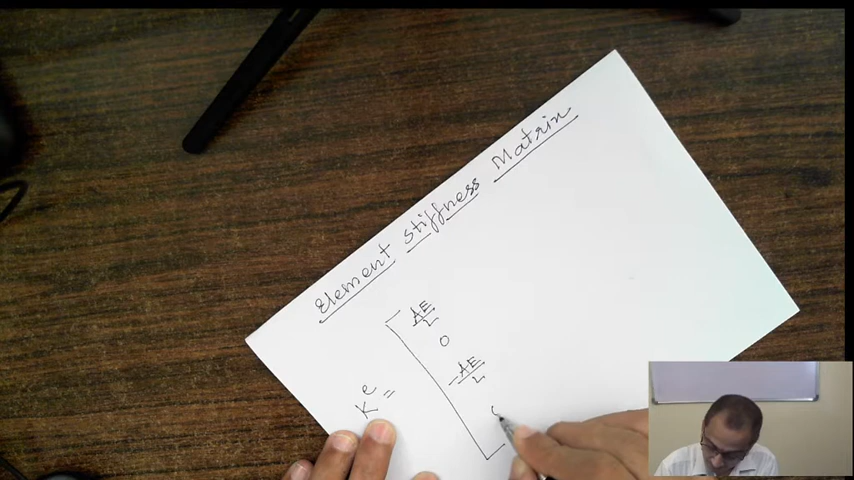 Element Stiffness Matrix
K^e = [ AE/L
0
-AE/L